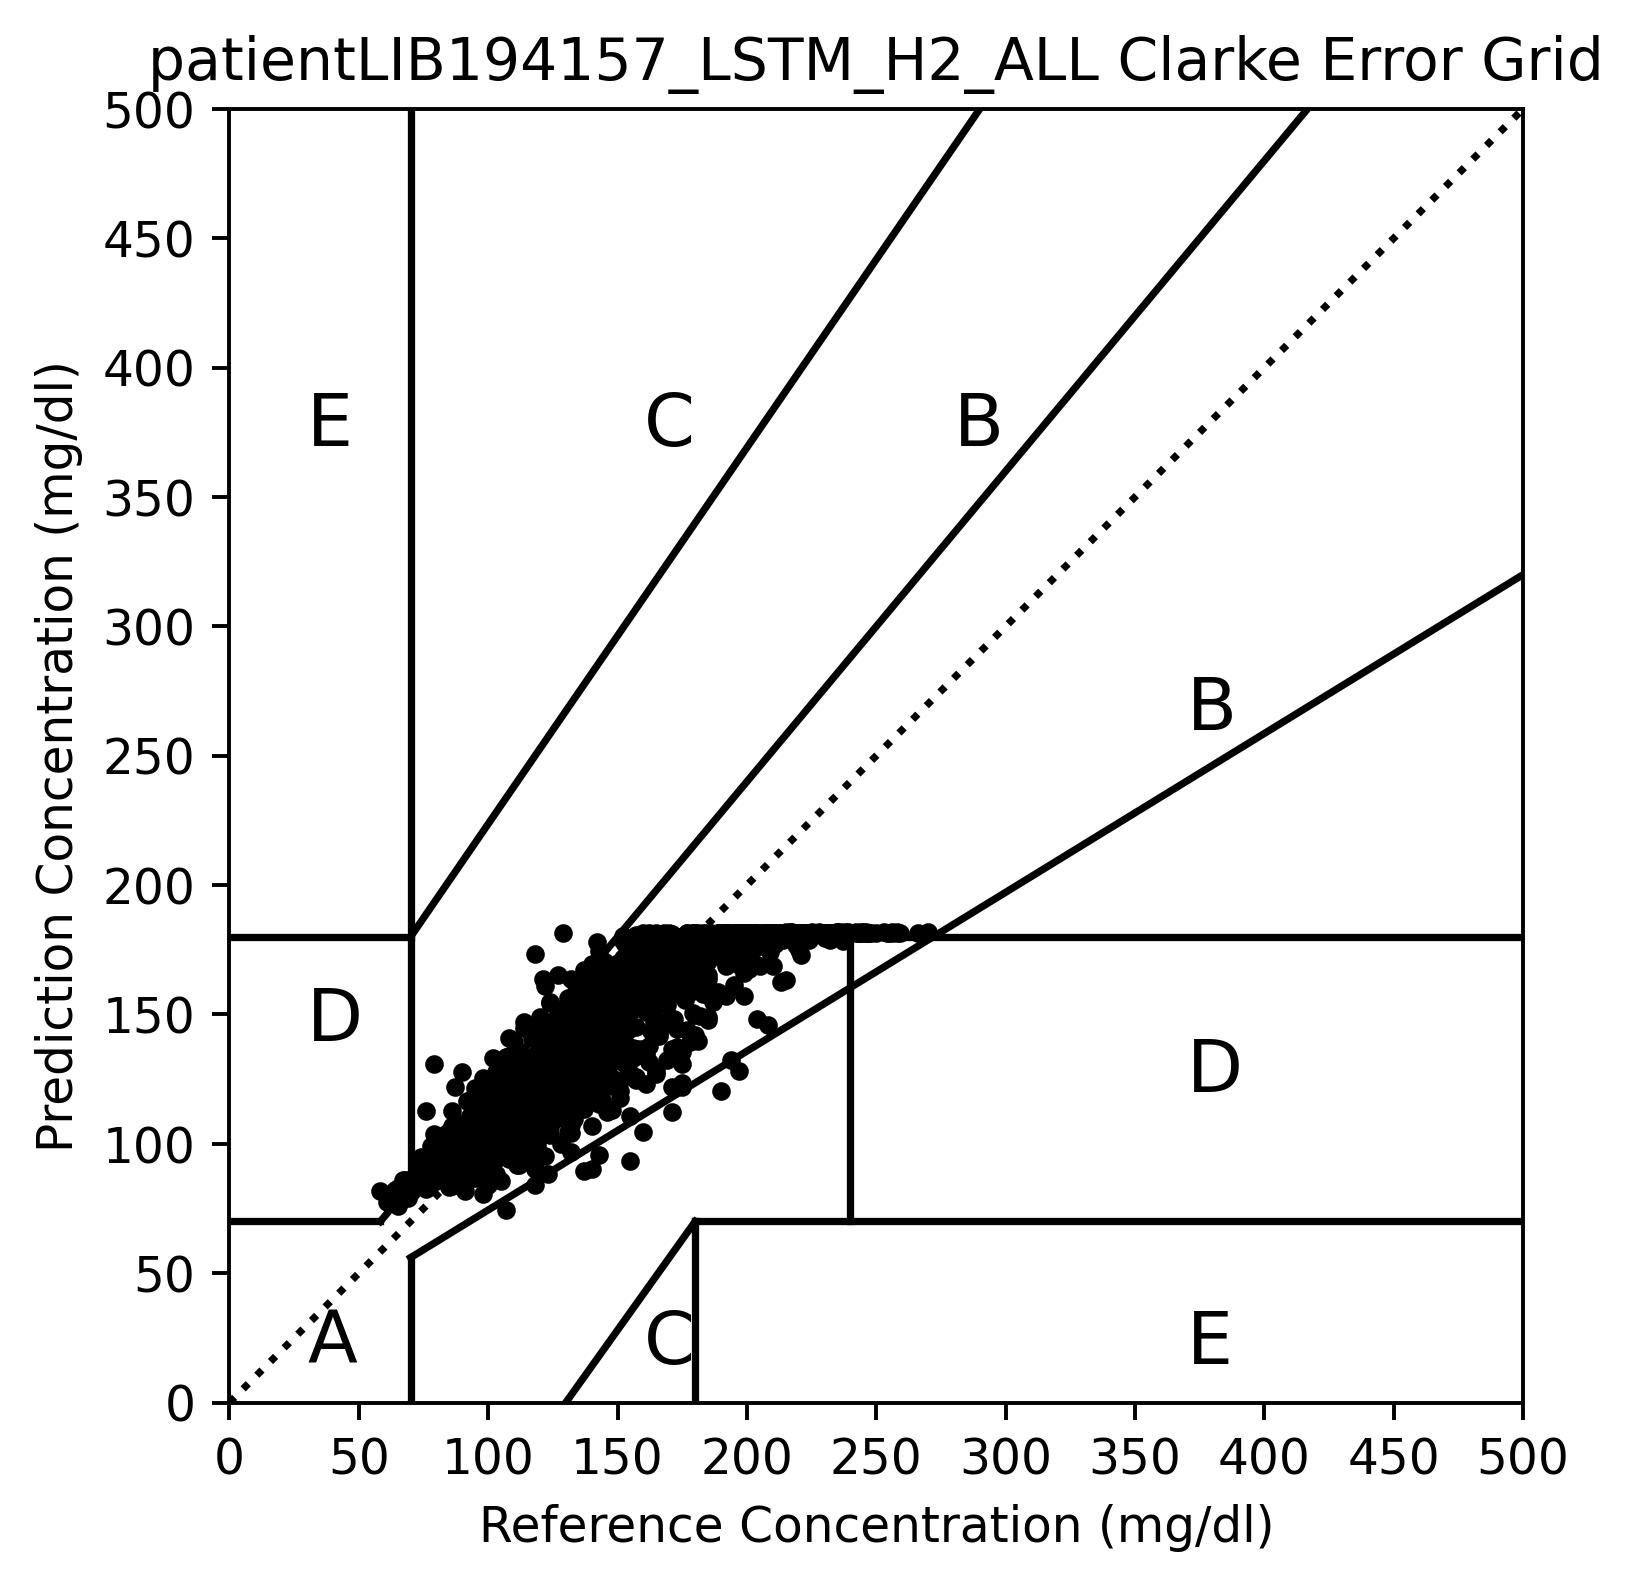 patientLIB194157_LSTM_H2_ALL Clarke Error Grid
500
450
400
350
300
250
200
150
100
50
0
Prediction Concentration (mg/dl)
E
C
B
B
D
D
A
C
E
0 50 100 150 200 250 300 350 400 450 500
Reference Concentration (mg/dl)